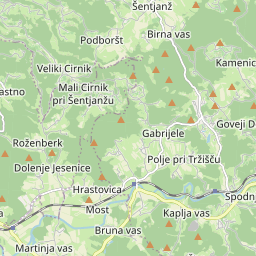 Šentjanž
Birna vas
Podboršt
Veliki Cirnik
Kamenic
Mali Cirnik
pri Šentjanžu
astno
Goveji D
Gabrijele
Roženberk
Polje pri Tržišču
Dolenje Jesenice
Hrastovica
Spodnj
Most
Kaplja vas
Bruna vas
Martinja vas